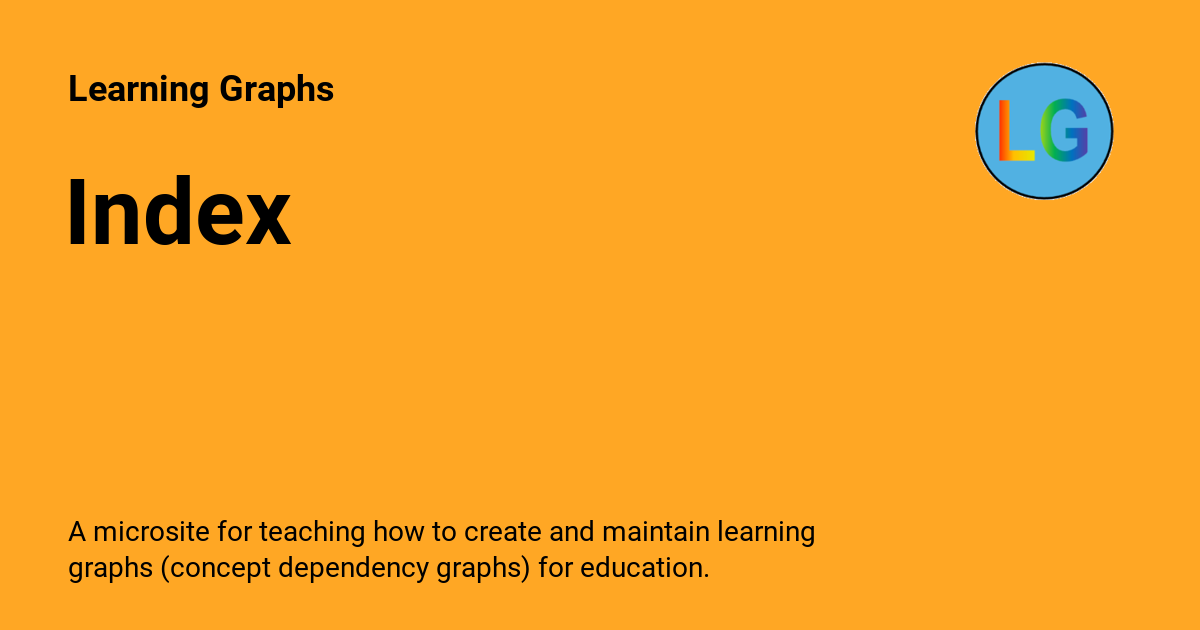 Learning Graphs
LG
Index
A microsite for teaching how to create and maintain learning
graphs (concept dependency graphs) for education.